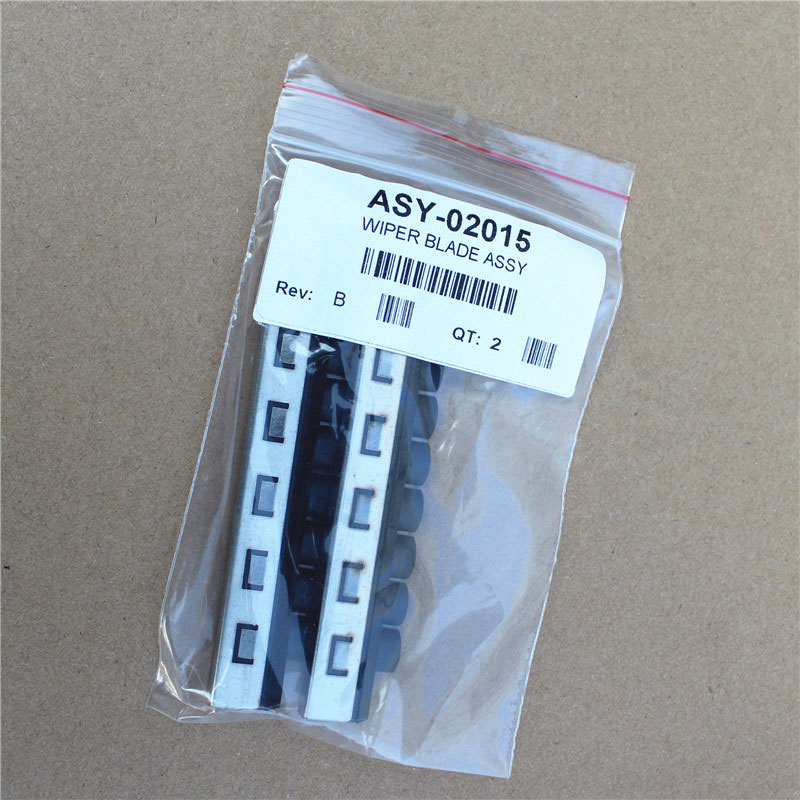 ASY-02015
WIPER BLADE ASSY
Rev: B
QT: 2